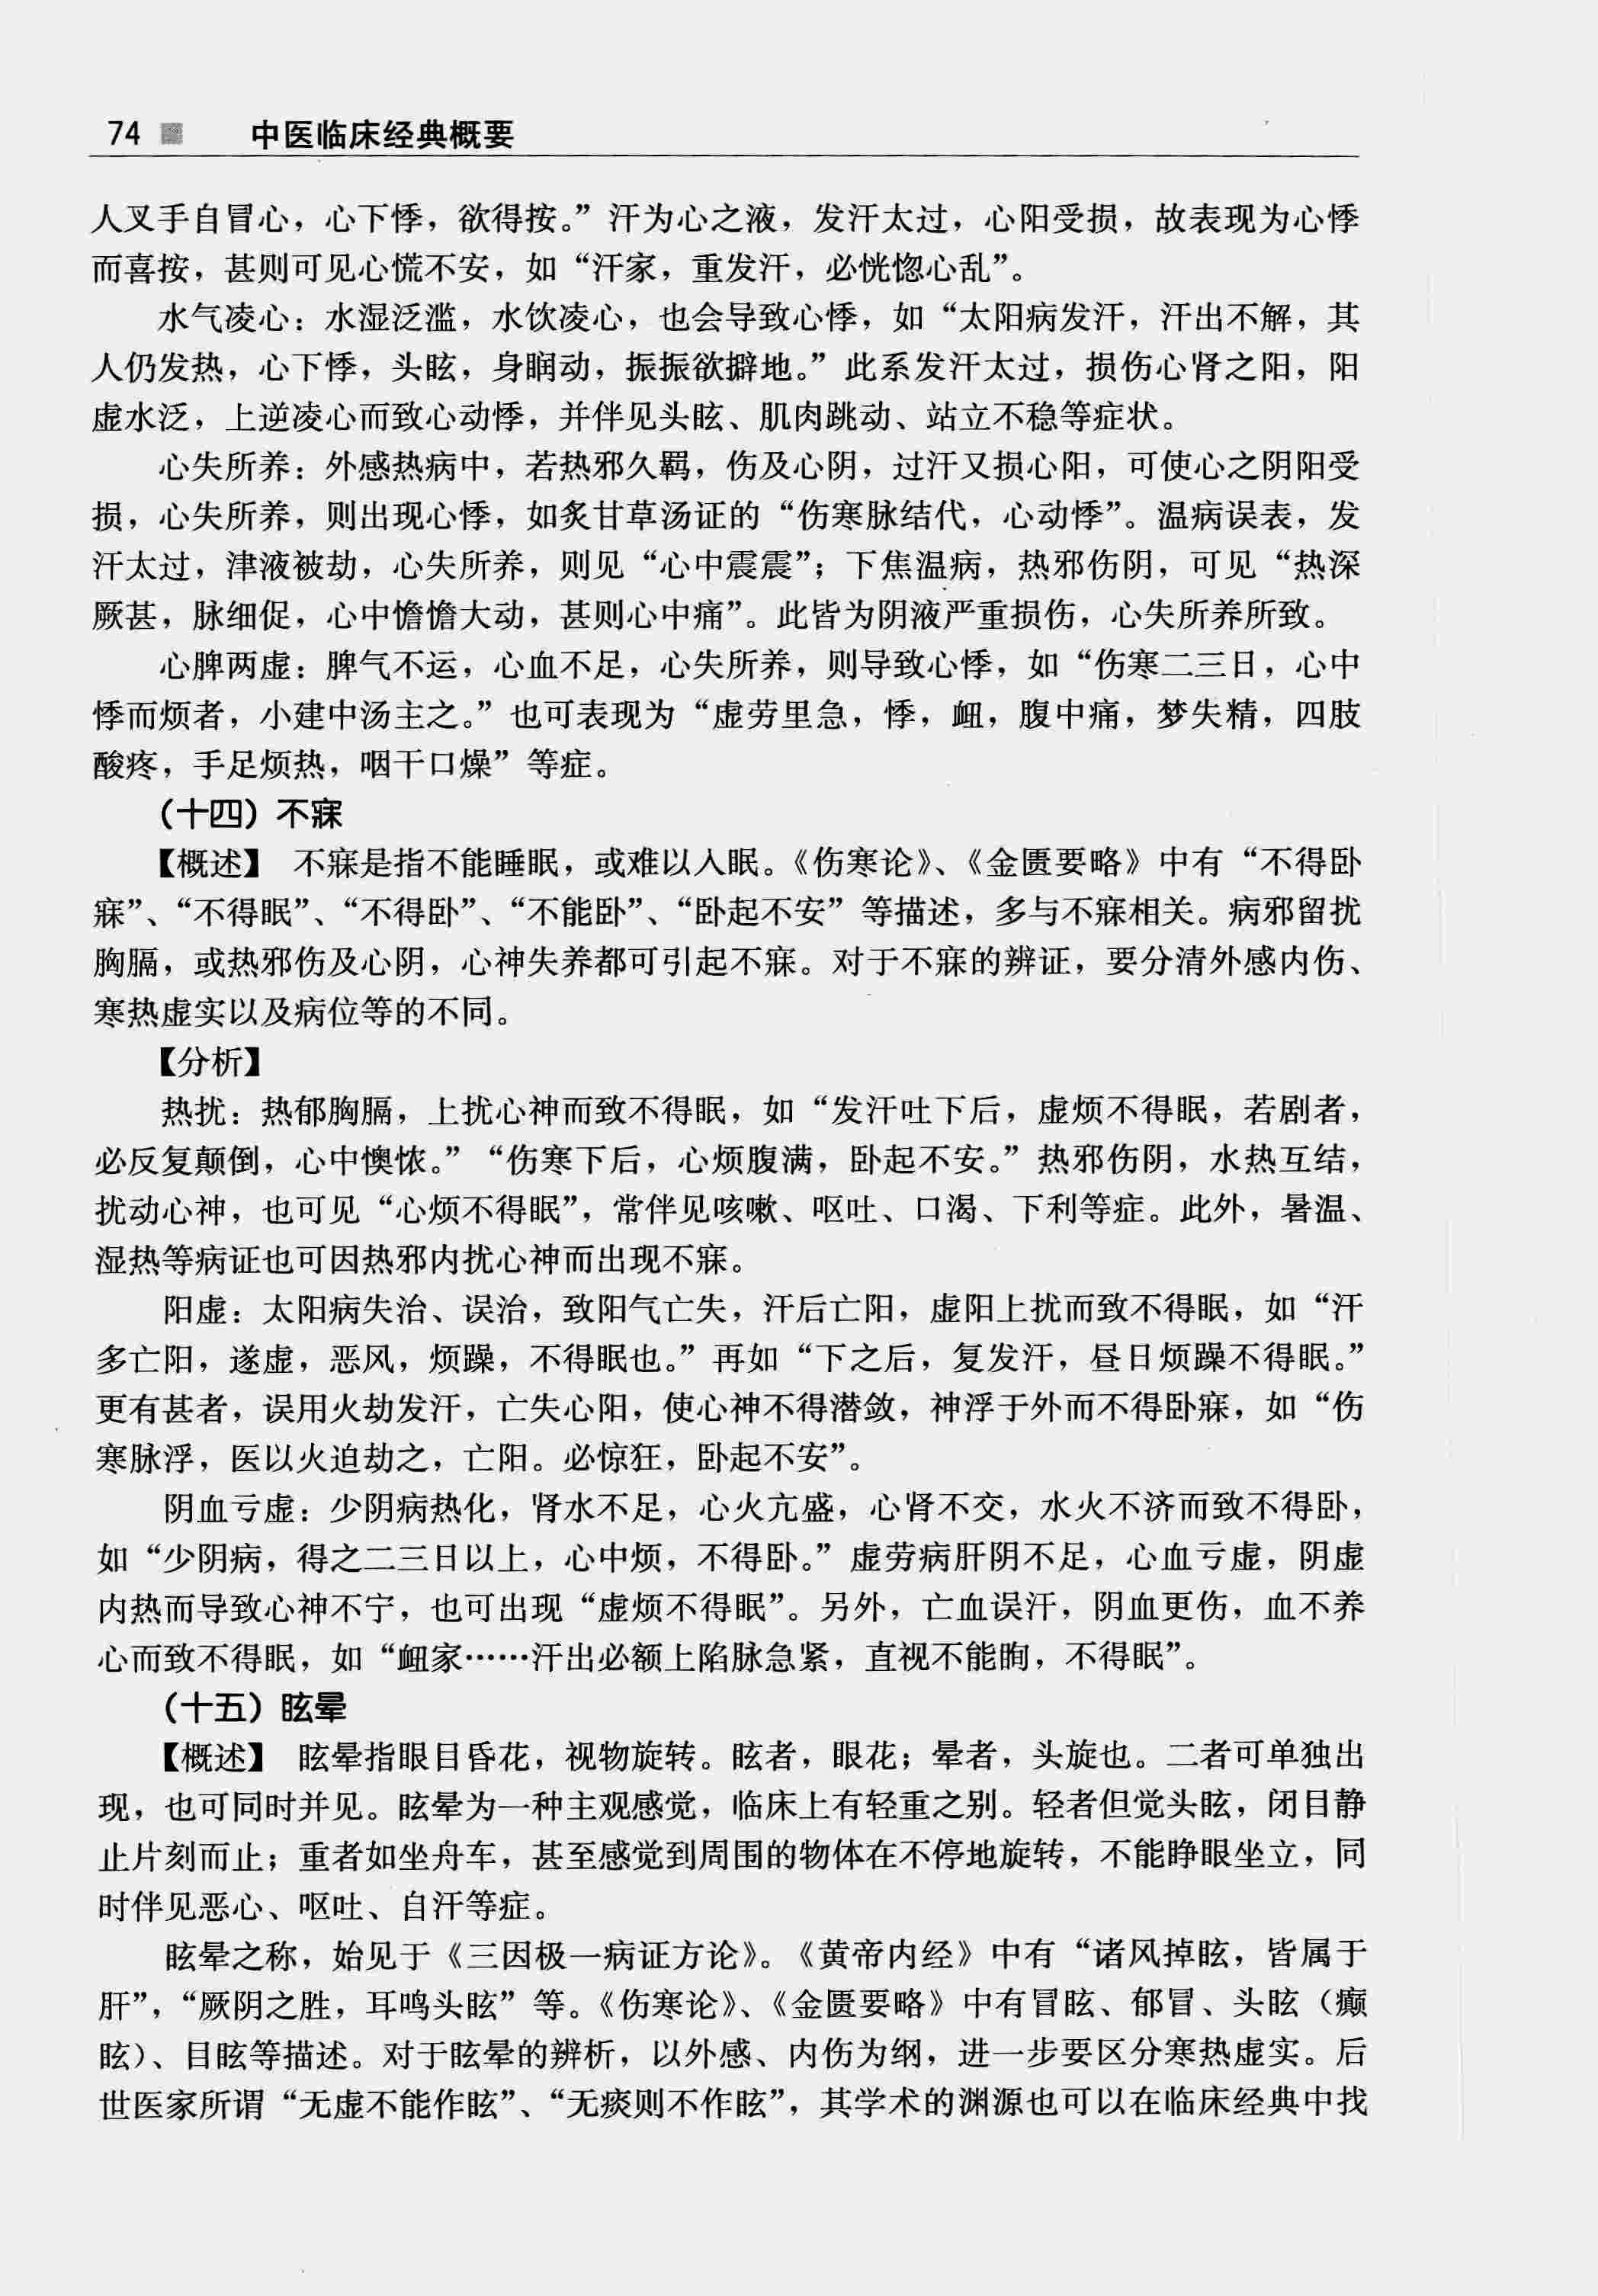 74 中医临床经典概要
人叉手自冒心，心下悸，欲得按。”汗为心之液，发汗太过，心阳受损，故表现为心悸
而喜按，甚则可见心慌不安，如“汗家，重发汗，必恍惚心乱”。
水气凌心：水湿泛滥，水饮凌心，也会导致心悸，如“太阳病发汗，汗出不解，其
人仍发热，心下悸，头眩，身瞤动，振振欲擗地。”此系发汗太过，损伤心肾之阳，阳
虚水泛，上逆凌心而致心动悸，并伴见头眩、肌肉跳动、站立不稳等症状。
心失所养：外感热病中，若热邪久羁，伤及心阴，过汗又损心阳，可使心之阴阳受
损，心失所养，则出现心悸，如炙甘草汤证的“伤寒脉结代，心动悸”。温病误表，发
汗太过，津液被劫，心失所养，则见“心中震震”；下焦温病，热邪伤阴，可见“热深
厥甚，脉细促，心中憺憺大动，甚则心中痛”。此皆为阴液严重损伤，心失所养所致。
心脾两虚：脾气不运，心血不足，心失所养，则导致心悸，如“伤寒二三日，心中
悸而烦者，小建中汤主之。”也可表现为“虚劳里急，悸，衄，腹中痛，梦失精，四肢
酸疼，手足烦热，咽干口燥”等症。
（十四）不寐
【概述】 不寐是指不能睡眠，或难以入眠。《伤寒论》、《金匮要略》中有“不得卧
寐”、“不得眠”、“不得卧”、“不能卧”、“卧起不安”等描述，多与不寐相关。病邪留扰
胸膈，或热邪伤及心阴，心神失养都可引起不寐。对于不寐的辨证，要分清外感内伤、
寒热虚实以及病位等的不同。
【分析】
热扰：热郁胸膈，上扰心神而致不得眠，如“发汗吐下后，虚烦不得眠，若剧者，
必反复颠倒，心中懊憹。”“伤寒下后，心烦腹满，卧起不安。”热邪伤阴，水热互结，
扰动心神，也可见“心烦不得眠”，常伴见咳嗽、呕吐、口渴、下利等症。此外，暑温、
湿热等病证也可因热邪内扰心神而出现不寐。
阳虚：太阳病失治、误治，致阳气亡失，汗后亡阳，虚阳上扰而致不得眠，如“汗
多亡阳，遂虚，恶风，烦躁，不得眠也。”再如“下之后，复发汗，昼日烦躁不得眠。”
更有甚者，误用火劫发汗，亡失心阳，使心神不得潜敛，神浮于外而不得卧寐，如“伤
寒脉浮，医以火迫劫之，亡阳。必惊狂，卧起不安”。
阴血亏虚：少阴病热化，肾水不足，心火亢盛，心肾不交，水火不济而致不得卧，
如“少阴病，得之二三日以上，心中烦，不得卧。”虚劳病肝阴不足，心血亏虚，阴虚
内热而导致心神不宁，也可出现“虚烦不得眠”。另外，亡血误汗，阴血更伤，血不养
心而致不得眠，如“衄家……汗出必额上陷脉急紧，直视不能眴，不得眠”。
（十五）眩晕
【概述】 眩晕指眼目昏花，视物旋转。眩者，眼花；晕者，头旋也。二者可单独出
现，也可同时并见。眩晕为一种主观感觉，临床上有轻重之别。轻者但觉头眩，闭目静
止片刻而止；重者如坐舟车，甚至感觉到周围的物体在不停地旋转，不能睁眼坐立，同
时伴见恶心、呕吐、自汗等症。
眩晕之称，始见于《三因极一病证方论》。《黄帝内经》中有“诸风掉眩，皆属于
肝”，“厥阴之胜，耳鸣头眩”等。《伤寒论》、《金匮要略》中有冒眩、郁冒、头眩（癫
眩）、目眩等描述。对于眩晕的辨析，以外感、内伤为纲，进一步要区分寒热虚实。后
世医家所谓“无虚不能作眩”、“无痰则不作眩”，其学术的渊源也可以在临床经典中找